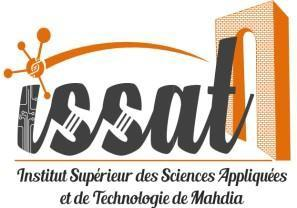 issat
Institut Supérieur des Sciences Appliquées
et de Technologie de Mahdia